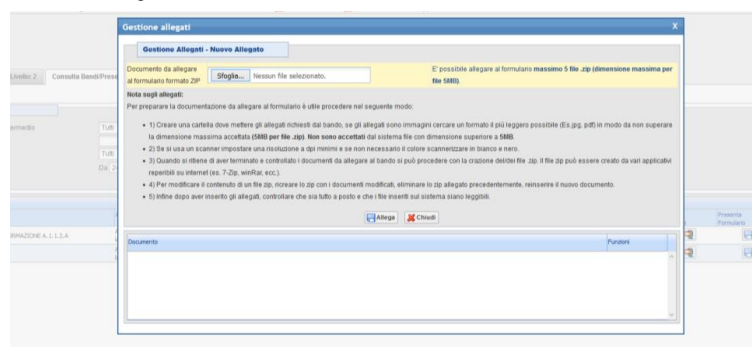 Gestione allegati X
Gestione Allegati - Nuovo Allegato
Documento da allegare
al formulario formato ZIP
Sfoglia... Nessun file selezionato.
E' possibile allegare al formulario massimo 5 file .zip (dimensione massima per
file 5MB).
Nota sugli allegati:
Per preparare la documentazione da allegare al formulario è utile procedere nel seguente modo:
1) Creare una cartella dove mettere gli allegati richiesti dal bando, se gli allegati sono immagini cercare un formato il più leggero possibile (Es.jpg, pdf) in modo da non superare
la dimensione massima accettata (5MB per file .zip). Non sono accettati dal sistema file con dimensione superiore a 5MB.
2) Se si usa un scanner impostare una risoluzione a dpi minimi e se non necessario il colore scannerizzare in bianco e nero.
3) Quando si ritiene di aver terminato e controllato i documenti da allegare al bando si può procedere con la crazione del/dei file .zip. Il file zip può essere creato da vari applicativi
reperibili su internet (es. 7-Zip, winRar, ecc.).
4) Per modificare il contenuto di un file zip, ricreare lo zip con i documenti modificati, eliminare lo zip allegato precedentemente, reinserire il nuovo documento.
5) Infine dopo aver inserito gli allegati, controllare che sia tutto a posto e che i file inseriti sul sistema siano leggibili.
Allega Chiudi
Documento Funzioni
Livello: 2 Consulta Bandi/Prese
ermedio Tutti
Tutti
Da
Presenta
Formulario
RMAZIONE A. L.L.S.A